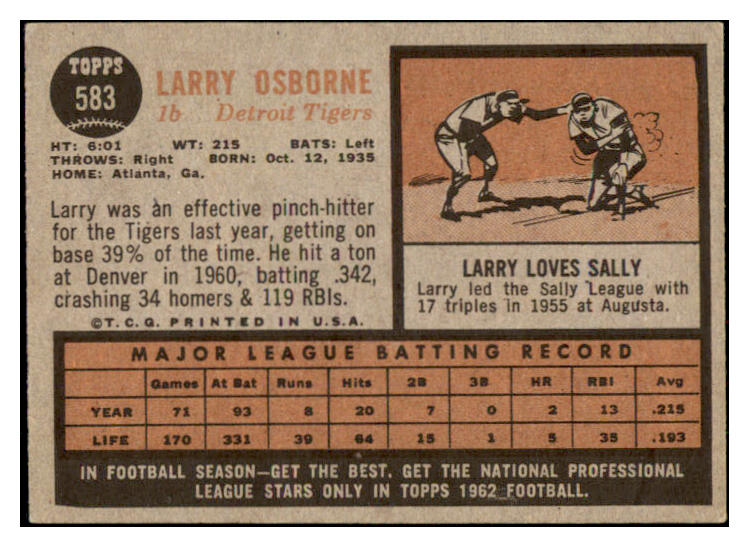 TOPPS
583
LARRY OSBORNE
1b Detroit Tigers
HT: 6:01 WT: 215 BATS: Left
THROWS: Right BORN: Oct. 12, 1935
HOME: Atlanta, Ga.
Larry was an effective pinch-hitter
for the Tigers last year, getting on
base 39% of the time. He hit a ton
at Denver in 1960, batting .342,
crashing 34 homers & 119 RBIs.
©T.C.G. PRINTED IN U.S.A.
LARRY LOVES SALLY
Larry led the Sally League with
17 triples in 1955 at Augusta.
MAJOR LEAGUE BATTING RECORD
Games At Bat Runs Hits 2B 3B HR RBI Avg
YEAR 71 93 8 20 7 0 2 13 .215
LIFE 170 331 39 64 15 1 5 35 .193
IN FOOTBALL SEASON—GET THE BEST. GET THE NATIONAL PROFESSIONAL
LEAGUE STARS ONLY IN TOPPS 1962 FOOTBALL.